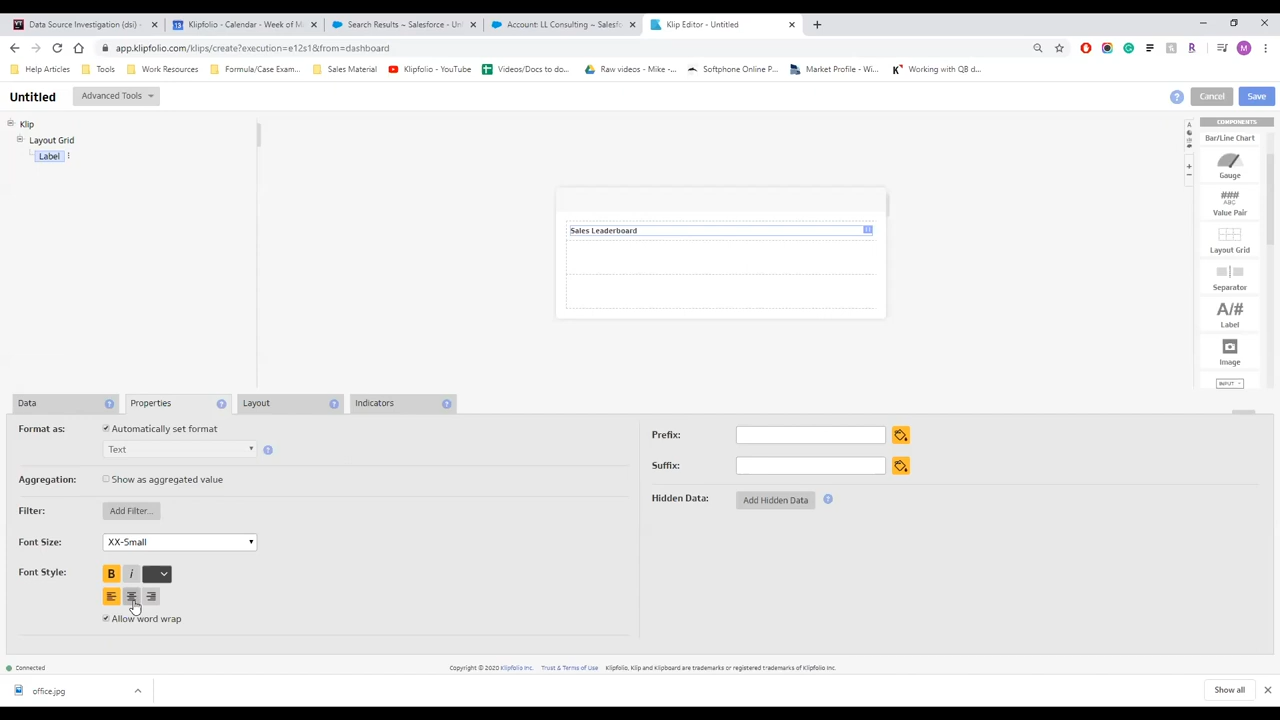 Data Source Investigation (dsi) -
Klipfolio - Calendar - Week of M
Search Results ~ Salesforce - Unt
Account: LL Consulting ~ Salesfo
Klip Editor - Untitled
app.klipfolio.com/klips/create?execution=e12s1&from=dashboard
M
Help Articles
Tools
Work Resources
Formula/Case Exam...
Sales Material
Klipfolio - YouTube
Videos/Docs to do...
Raw videos - Mike -...
Softphone Online P...
Market Profile - Wi...
Working with QB d...
Untitled
Advanced Tools
?
Cancel
Save
Klip
Layout Grid
Label
Sales Leaderboard
COMPONENTS
Bar/Line Chart
Gauge
###
ABC
Value Pair
Layout Grid
Separator
A/#
Label
Image
INPUT
Data ?
Properties ?
Layout ?
Indicators ?
Format as:
Automatically set format
Text
?
Aggregation:
Show as aggregated value
Filter:
Add Filter...
Font Size:
XX-Small
Font Style:
B i
Allow word wrap
Prefix:
Suffix:
Hidden Data:
Add Hidden Data
?
Connected
Copyright © 2020 Klipfolio Inc.
Trust & Terms of Use
Klipfolio, Klip and Klipboard are trademarks or registered trademarks of Klipfolio Inc.
office.jpg
Show all